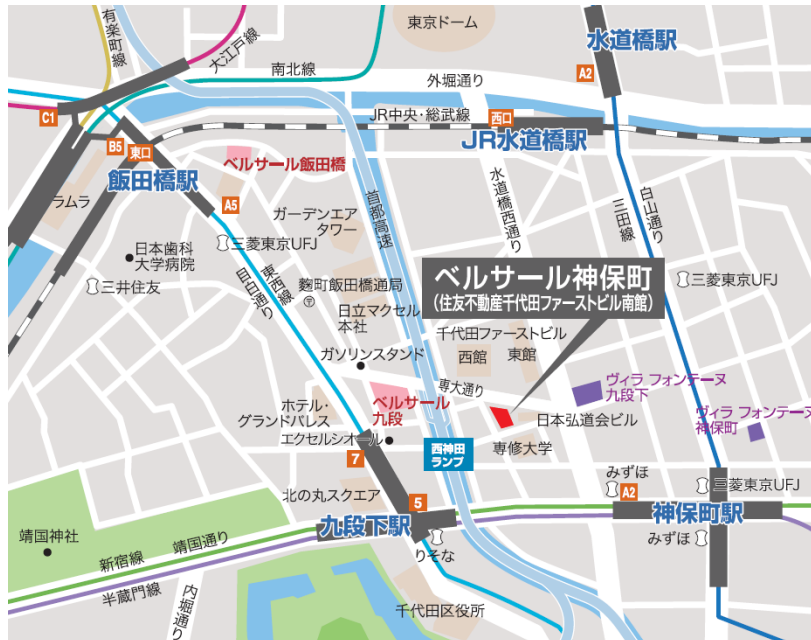 有楽町線
大江戸線
南北線
東京ドーム
外堀通り
水道橋駅
A2
C1
JR中央・総武線
西口
JR水道橋駅
B5
東口
飯田橋駅
ベルサール飯田橋
首都高速
水道橋西通り
白山通り
三田線
ラムラ
A5
ガーデンエア
タワー
日本歯科
大学病院
三菱東京UFJ
三井住友
東西線
目白通り
麹町飯田橋通局
〒
日立マクセル
本社
ベルサール神保町
(住友不動産千代田ファーストビル南館)
三菱東京UFJ
千代田ファーストビル
西館
東館
ガソリンスタンド
専大通り
ヴィラ フォンテーヌ
九段下
ベルサール
九段
ホテル・
グランドパレス
日本弘道会ビル
ヴィラ フォンテーヌ
神保町
エクセルシオール
専修大学
西神田
ランプ
7
みずほ
三菱東京UFJ
A2
北の丸スクエア
5
神保町駅
九段下駅
靖国神社
みずほ
りそな
新宿線
靖国通り
半蔵門線
内堀通り
千代田区役所